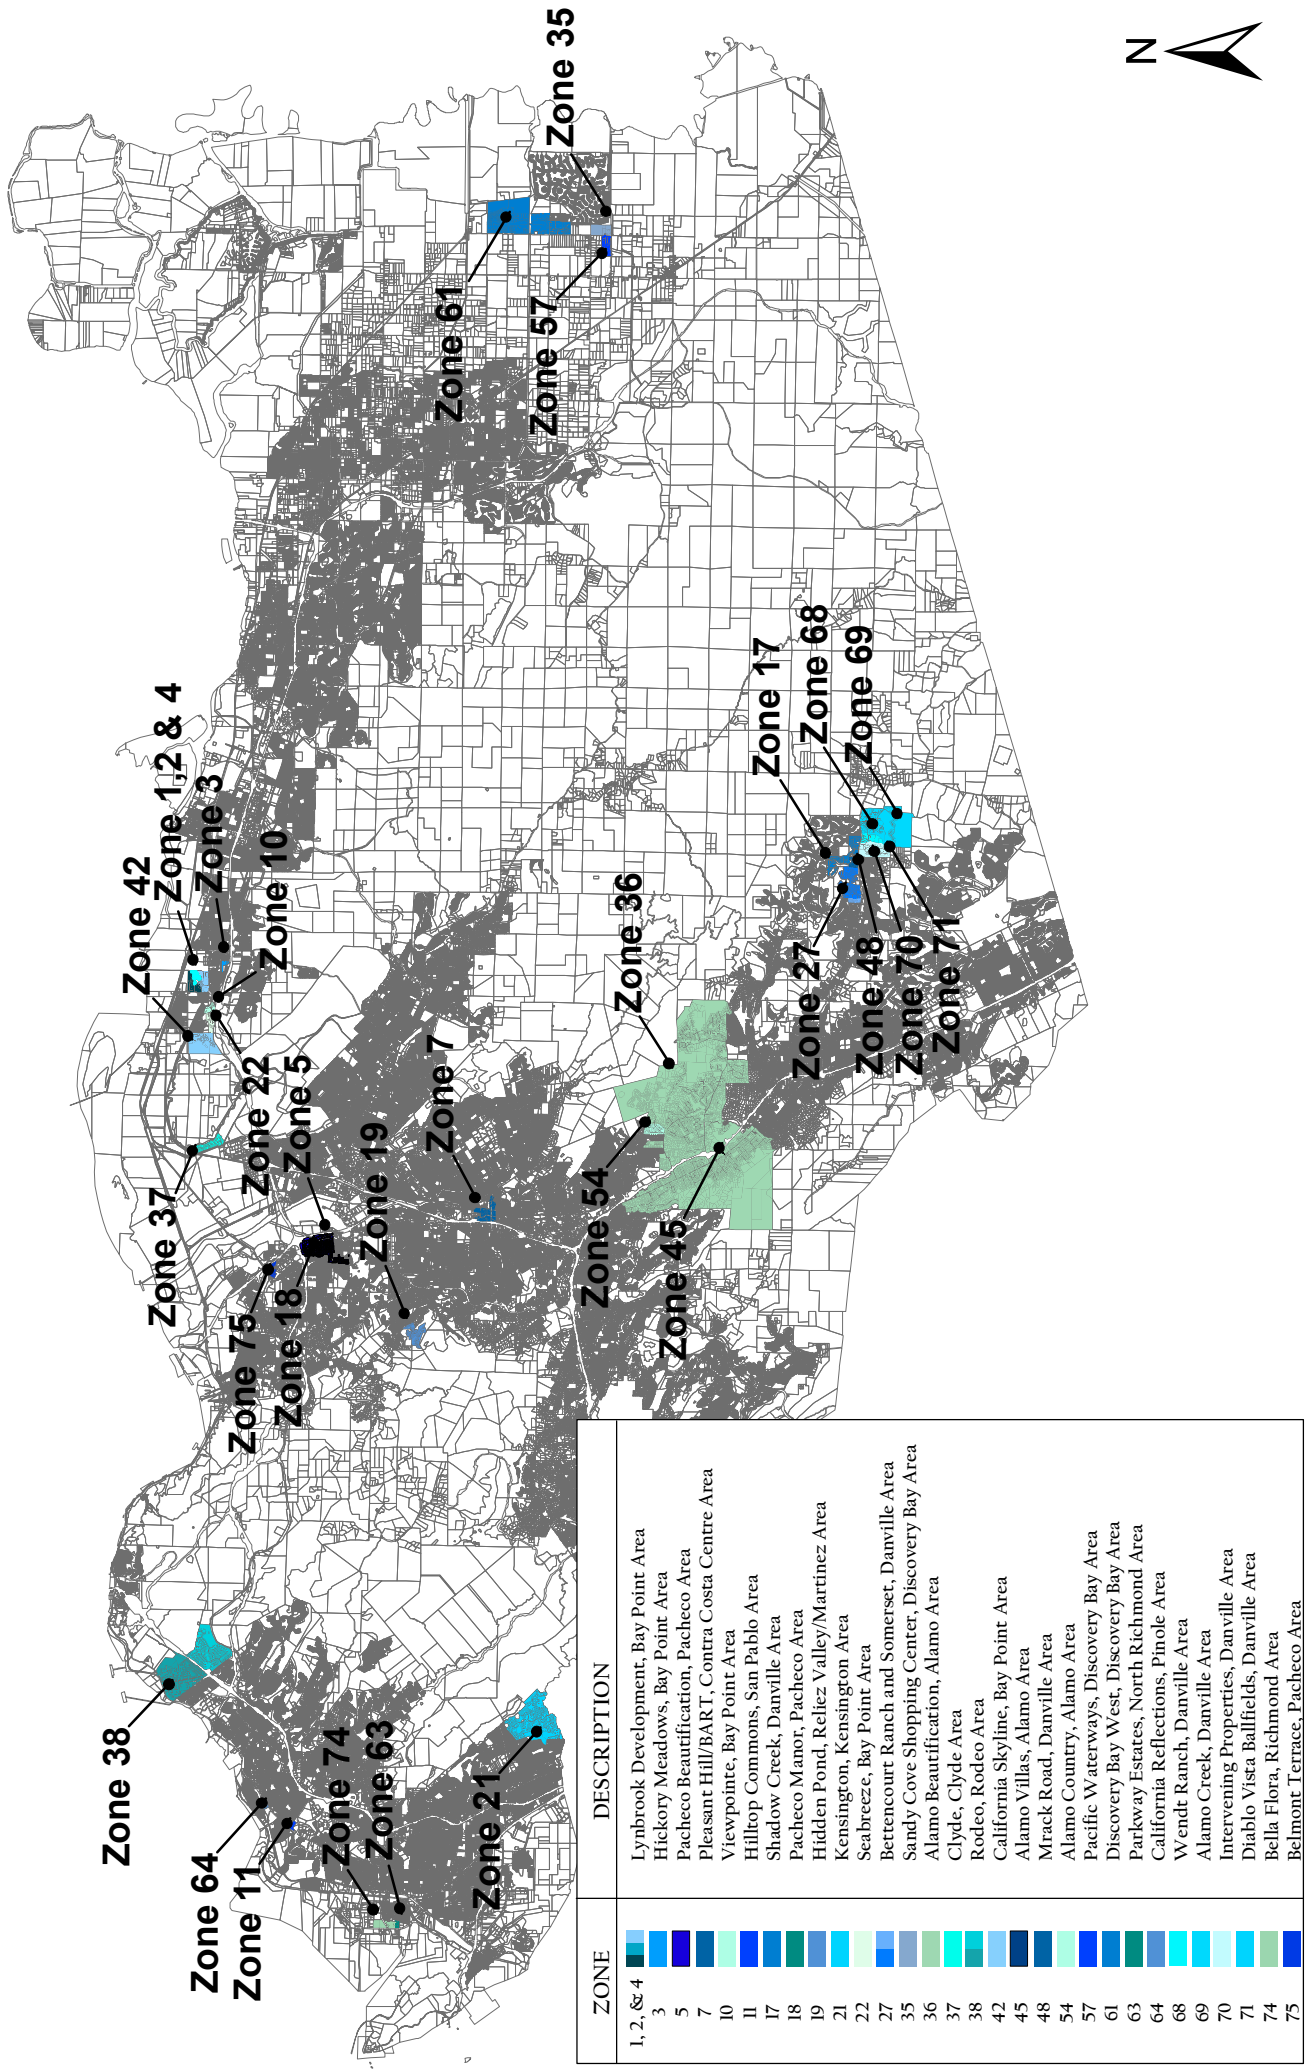 Zone 38
Zone 64
Zone 11
Zone 74
Zone 63
Zone 21
Zone 37
Zone 75
Zone 18
Zone 22
Zone 5
Zone 19
Zone 7
Zone 42
Zone 1,2 & 4
Zone 3
Zone 10
Zone 54
Zone 45
Zone 36
Zone 61
Zone 57
Zone 35
Zone 17
Zone 68
Zone 69
Zone 27
Zone 48
Zone 70
Zone 71
N
ZONE DESCRIPTION
1, 2, & 4 Lynbrook Development, Bay Point Area
3 Hickory Meadows, Bay Point Area
5 Pacheco Beautification, Pacheco Area
7 Pleasant Hill/BART, Contra Costa Centre Area
10 Viewpointe, Bay Point Area
11 Hilltop Commons, San Pablo Area
17 Shadow Creek, Danville Area
18 Pacheco Manor, Pacheco Area
19 Hidden Pond, Reliez Valley/Martinez Area
21 Kensington, Kensington Area
22 Seabreeze, Bay Point Area
27 Bettencourt Ranch and Somerset, Danville Area
35 Sandy Cove Shopping Center, Discovery Bay Area
36 Alamo Beautification, Alamo Area
37 Clyde, Clyde Area
38 Rodeo, Rodeo Area
42 California Skyline, Bay Point Area
45 Alamo Villas, Alamo Area
48 Mrack Road, Danville Area
54 Alamo Country, Alamo Area
57 Pacific Waterways, Discovery Bay Area
61 Discovery Bay West, Discovery Bay Area
63 Parkway Estates, North Richmond Area
64 California Reflections, Pinole Area
68 Wendt Ranch, Danville Area
69 Alamo Creek, Danville Area
70 Intervening Properties, Danville Area
71 Diablo Vista Ballfields, Danville Area
74 Bella Flora, Richmond Area
75 Belmont Terrace, Pacheco Area